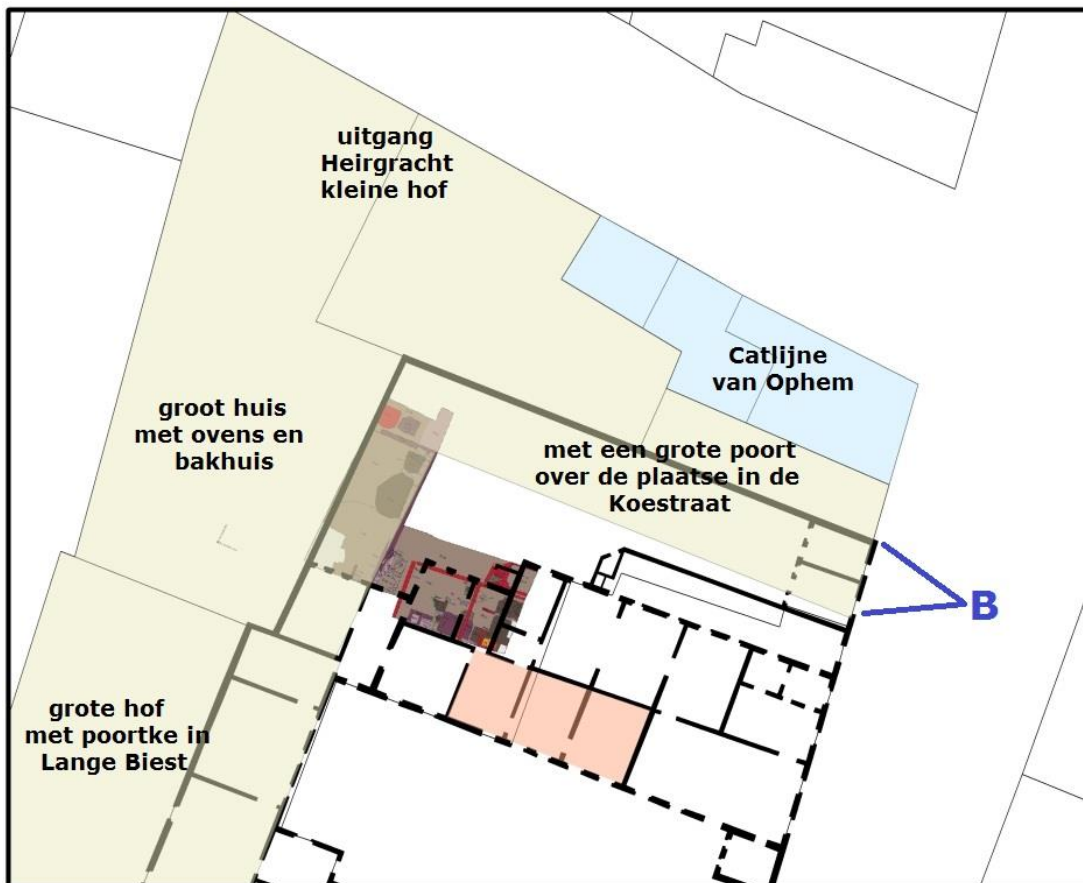 uitgang
Heirgracht
kleine hof
Catlijne
van Ophem
groot huis
met ovens en
bakhuis
met een grote poort
over de plaatse in de
Koestraat
B
grote hof
met poortke in
Lange Biest